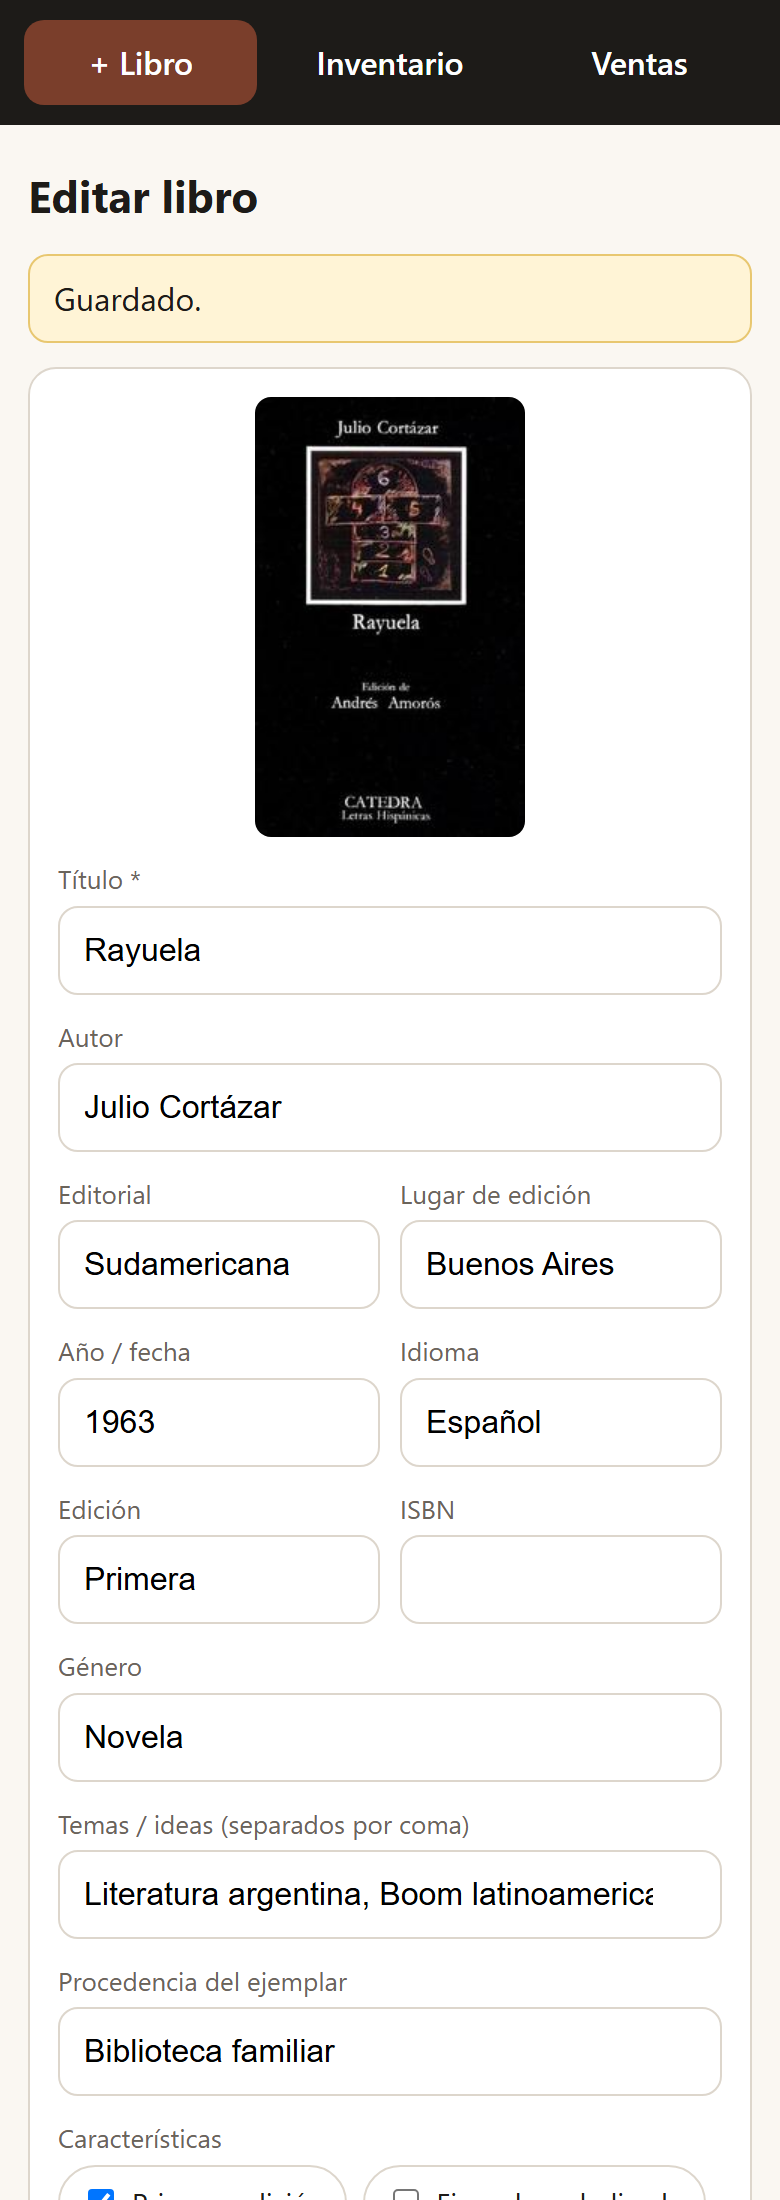 + Libro
Inventario
Ventas
Editar libro
Guardado.
Julio Cortázar
6
4 5
3
2
1
Rayuela
Edición de
Andrés Amorós
CATEDRA
Letras Hispánicas
Título *
Rayuela
Autor
Julio Cortázar
Editorial
Lugar de edición
Sudamericana
Buenos Aires
Año / fecha
Idioma
1963
Español
Edición
ISBN
Primera
Género
Novela
Temas / ideas (separados por coma)
Literatura argentina, Boom latinoamerica
Procedencia del ejemplar
Biblioteca familiar
Características